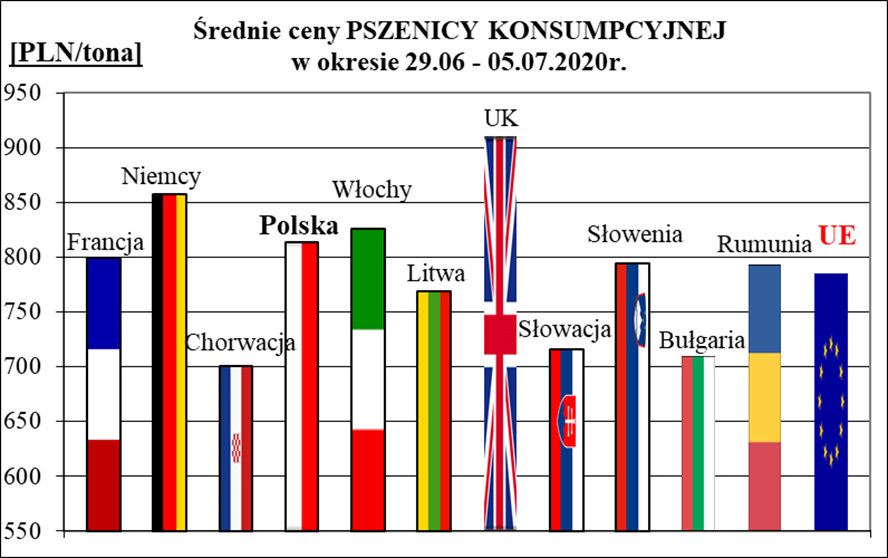 Średnie ceny PSZENICY KONSUMPCYJNEJ
w okresie 29.06 - 05.07.2020r.
[PLN/tona]
950
900
850
800
750
700
650
600
550
Francja
Niemcy
Chorwacja
Polska
Włochy
Litwa
UK
Słowacja
Słowenia
Bułgaria
Rumunia
UE